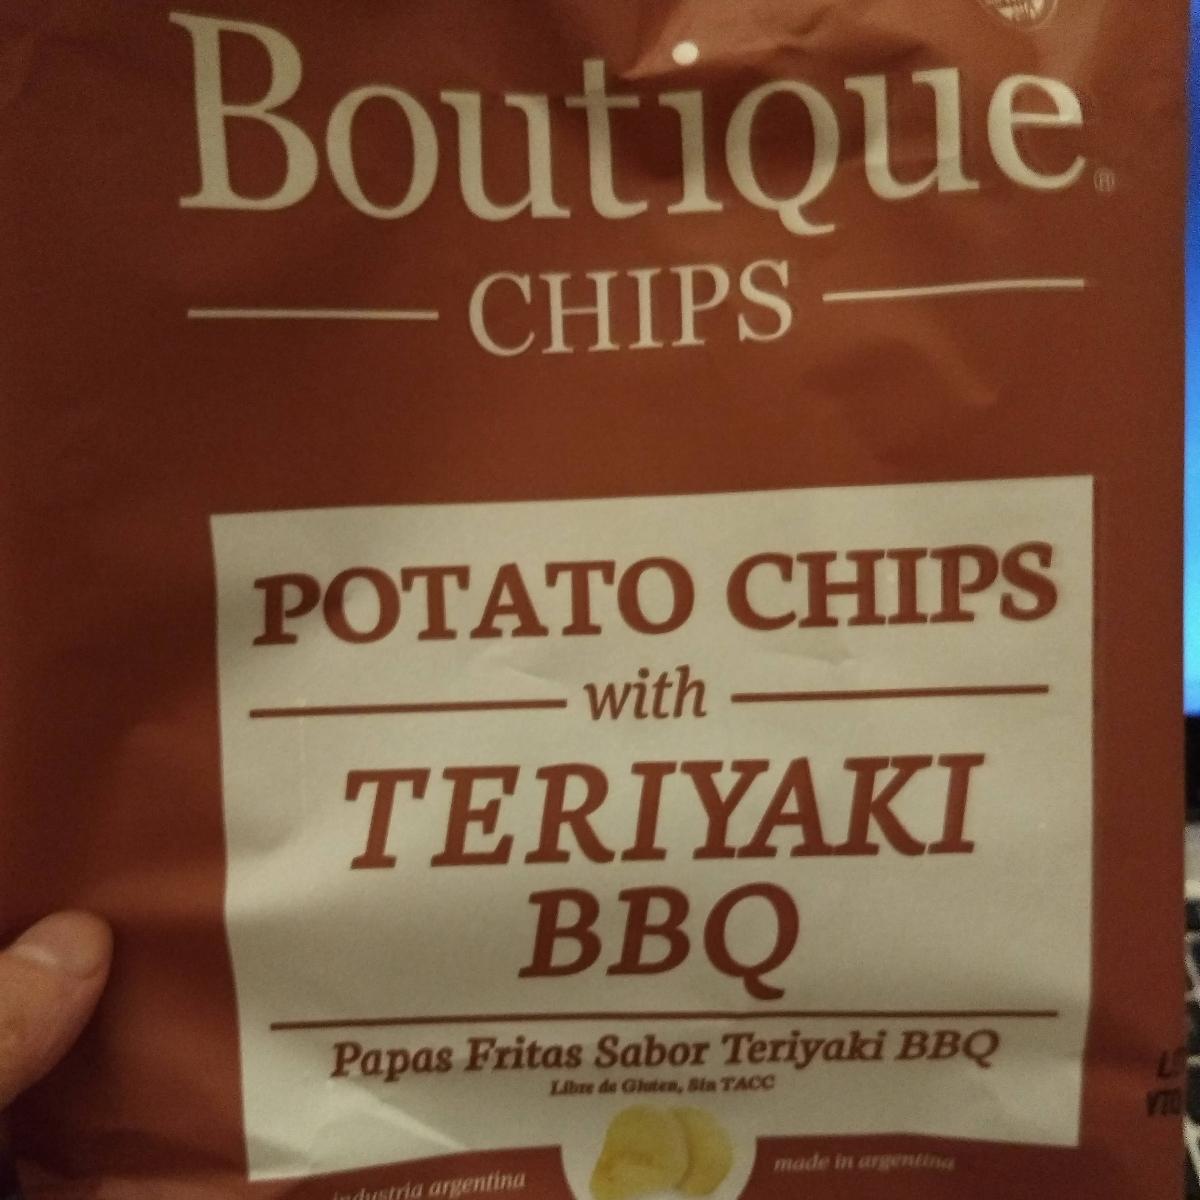 Boutique®
CHIPS
POTATO CHIPS
with
TERIYAKI
BBQ
Papas Fritas Sabor Teriyaki BBQ
Libre de Gluten, Sin TACC
industria argentina
made in argentina